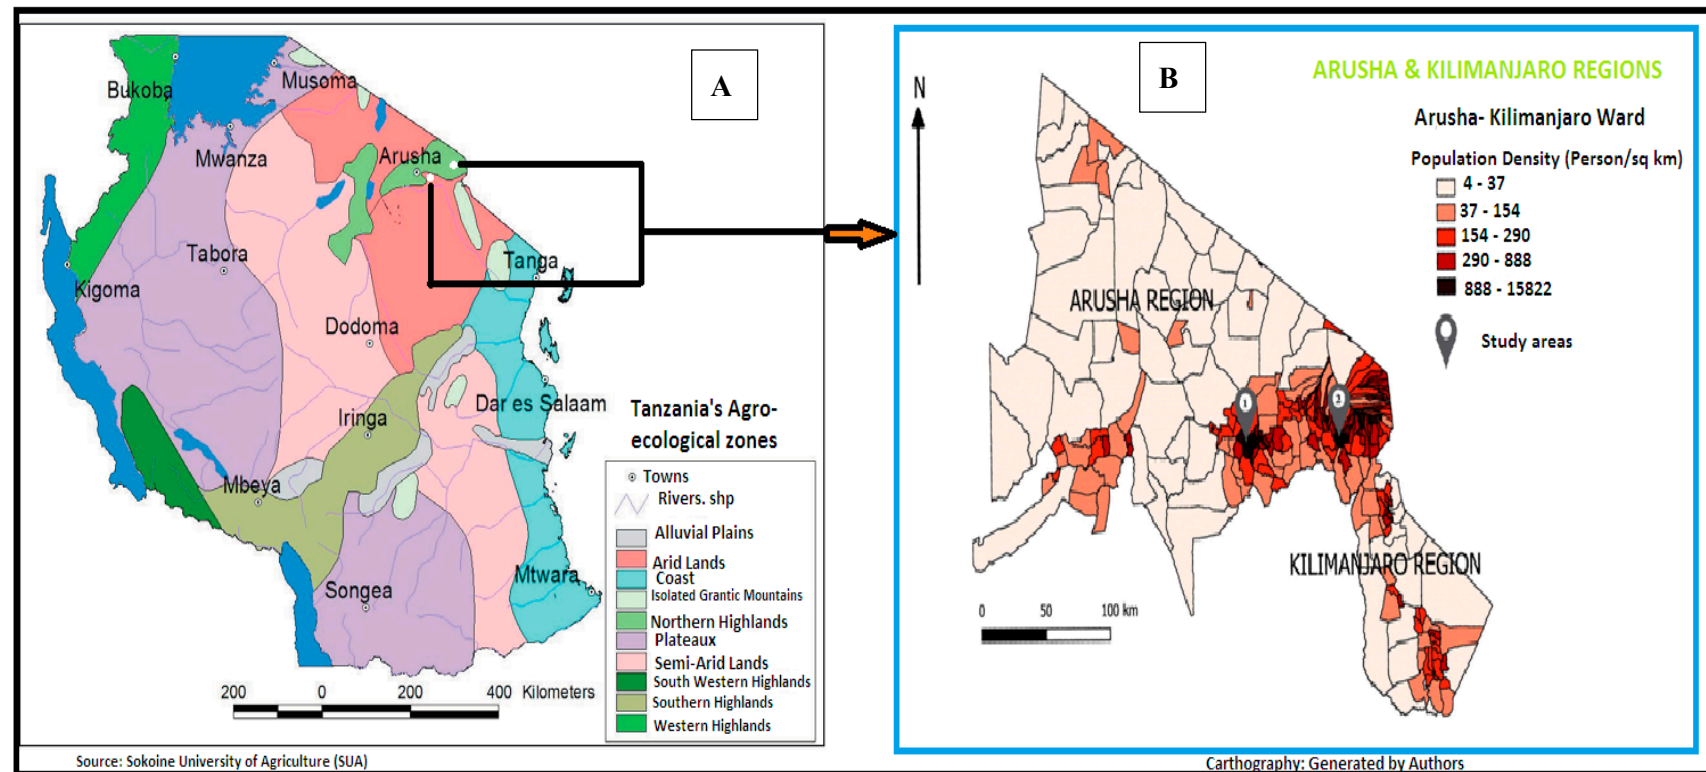 A
Bukoba
Musoma
Mwanza
Arusha
Tabora
Kigoma
Tanga
Dodoma
Dar es Salaam
Iringa
Mbeya
Songea
Mtwara
Tanzania's Agro-
ecological zones
Towns
Rivers. shp
Alluvial Plains
Arid Lands
Coast
Isolated Grantic Mountains
Northern Highlands
Plateaux
Semi-Arid Lands
South Western Highlands
Southern Highlands
Western Highlands
200 0 200 400 Kilometers
Source: Sokoine University of Agriculture (SUA)
B
ARUSHA & KILIMANJARO REGIONS
N
Arusha- Kilimanjaro Ward
Population Density (Person/sq km)
4 - 37
37 - 154
154 - 290
290 - 888
888 - 15822
Study areas
ARUSHA REGION
1
2
KILIMANJARO REGION
0 50 100 km
Carthography: Generated by Authors